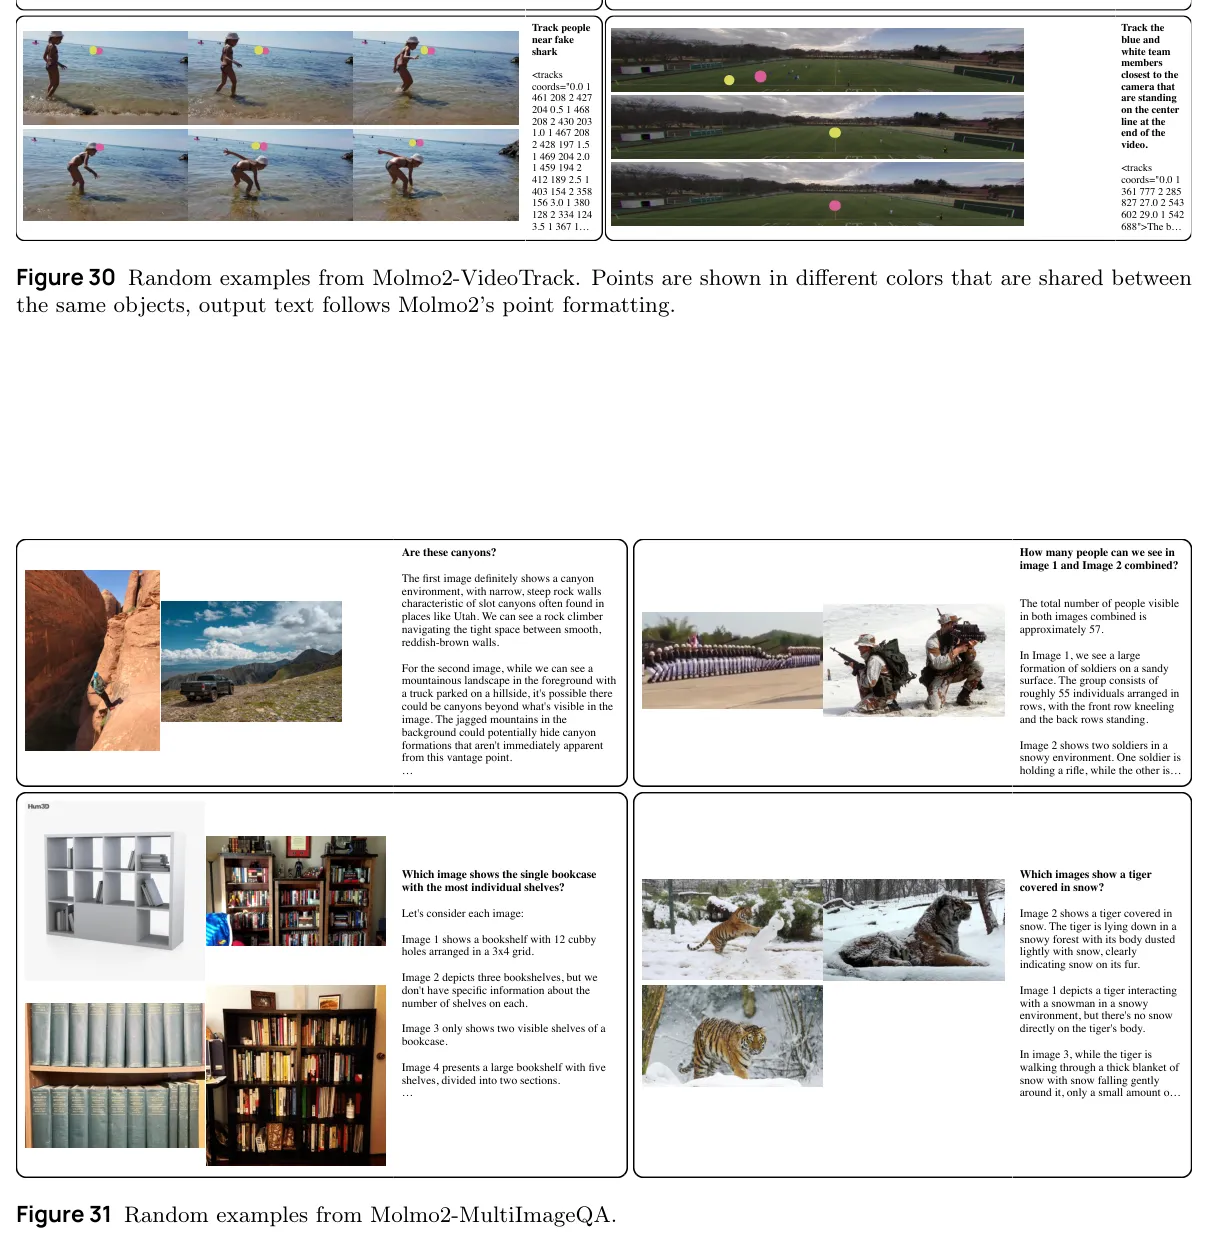 Track people
near fake
shark
<tracks
coords="0.0 1
461 208 2 427
204 0.5 1 468
208 2 430 203
1.0 1 467 208
2 428 197 1.5
1 469 204 2.0
1 459 194 2
412 189 2.5 1
403 154 2 358
156 3.0 1 380
128 2 334 124
3.5 1 367 1…
Track the
blue and
white team
members
closest to the
camera that
are standing
on the center
line at the
end of the
video.
<tracks
coords="0.0 1
361 777 2 285
827 27.0 2 543
602 29.0 1 542
688">The b…
Figure 30 Random examples from Molmo2-VideoTrack. Points are shown in different colors that are shared between
the same objects, output text follows Molmo2's point formatting.
Are these canyons?
The first image definitely shows a canyon
environment, with narrow, steep rock walls
characteristic of slot canyons often found in
places like Utah. We can see a rock climber
navigating the tight space between smooth,
reddish-brown walls.
For the second image, while we can see a
mountainous landscape in the foreground with
a truck parked on a hillside, it's possible there
could be canyons beyond what's visible in the
image. The jagged mountains in the
background could potentially hide canyon
formations that aren't immediately apparent
from this vantage point.
…
How many people can we see in
image 1 and Image 2 combined?
The total number of people visible
in both images combined is
approximately 57.
In Image 1, we see a large
formation of soldiers on a sandy
surface. The group consists of
roughly 55 individuals arranged in
rows, with the front row kneeling
and the back rows standing.
Image 2 shows two soldiers in a
snowy environment. One soldier is
holding a rifle, while the other is…
Hum3D
Which image shows the single bookcase
with the most individual shelves?
Let's consider each image:
Image 1 shows a bookshelf with 12 cubby
holes arranged in a 3x4 grid.
Image 2 depicts three bookshelves, but we
don't have specific information about the
number of shelves on each.
Image 3 only shows two visible shelves of a
bookcase.
Image 4 presents a large bookshelf with five
shelves, divided into two sections.
…
Which images show a tiger
covered in snow?
Image 2 shows a tiger covered in
snow. The tiger is lying down in a
snowy forest with its body dusted
lightly with snow, clearly
indicating snow on its fur.
Image 1 depicts a tiger interacting
with a snowman in a snowy
environment, but there's no snow
directly on the tiger's body.
In image 3, while the tiger is
walking through a thick blanket of
snow with snow falling gently
around it, only a small amount o…
Figure 31 Random examples from Molmo2-MultiImageQA.